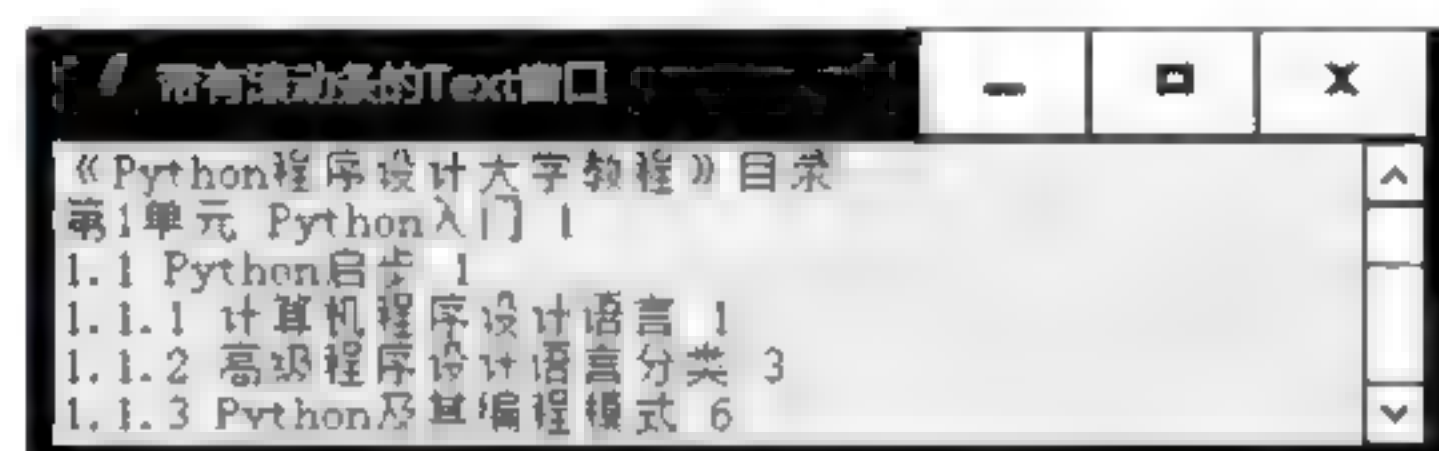 带有滚动条的Text窗口
《Python程序设计大字教程》目录
第1单元 Python入门 1
1.1 Python启步 1
1.1.1 计算机程序设计语言 1
1.1.2 高级程序设计语言分类 3
1.1.3 Python及其编程模式 6